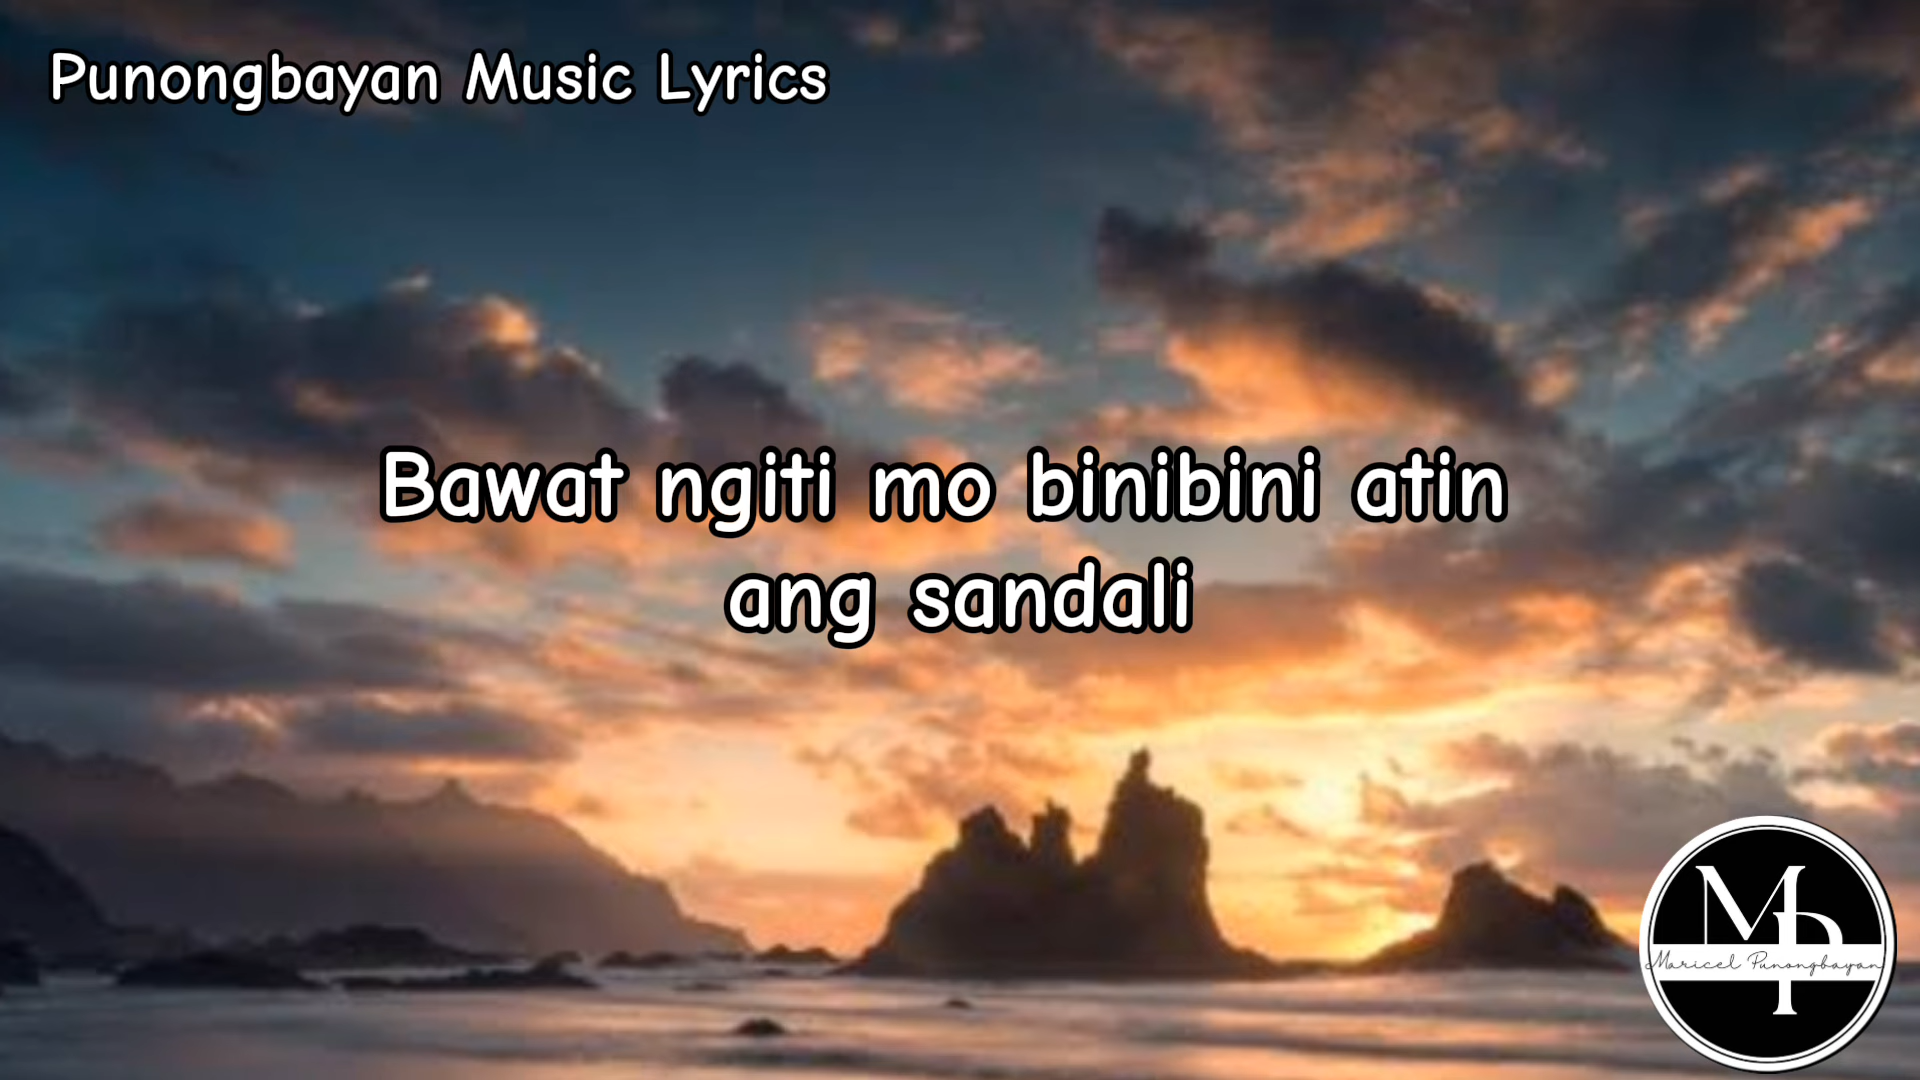 Punongbayan Music Lyrics
Bawat ngiti mo binibini atin
ang sandali
MP
Maricel Punongbayan